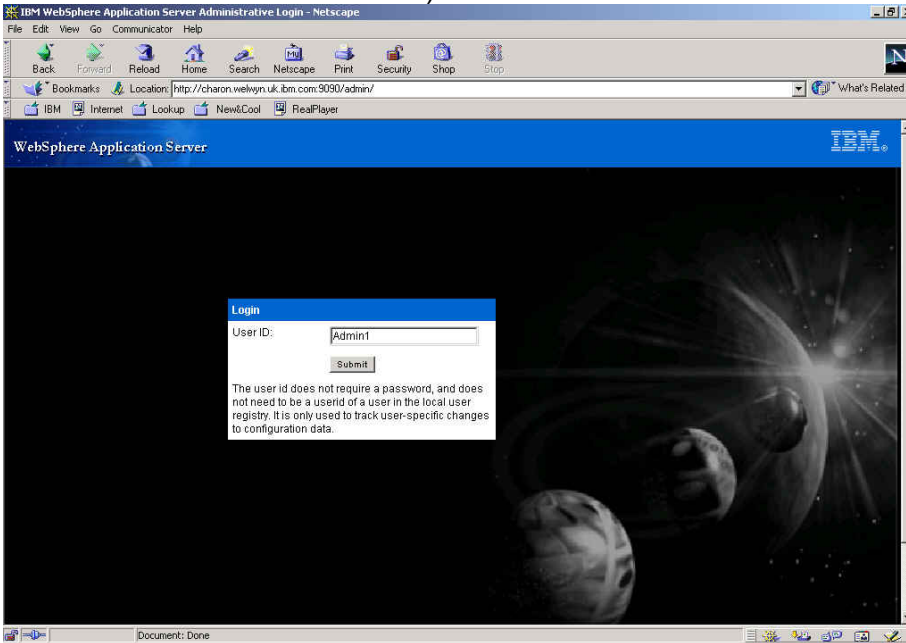 IBM WebSphere Application Server Administrative Login - Netscape
File Edit View Go Communicator Help
My
Back Forward Reload Home Search Netscape Print Security Shop Stop
N
Bookmarks Location: http://charon.welwyn.uk.ibm.com:9090/admin/ What's Related
IBM Internet Lookup New&Cool RealPlayer
WebSphere Application Server IBM
Login
User ID: Admin1
Submit
The user id does not require a password, and does
not need to be a userid of a user in the local user
registry. It is only used to track user-specific changes
to configuration data.
Document: Done